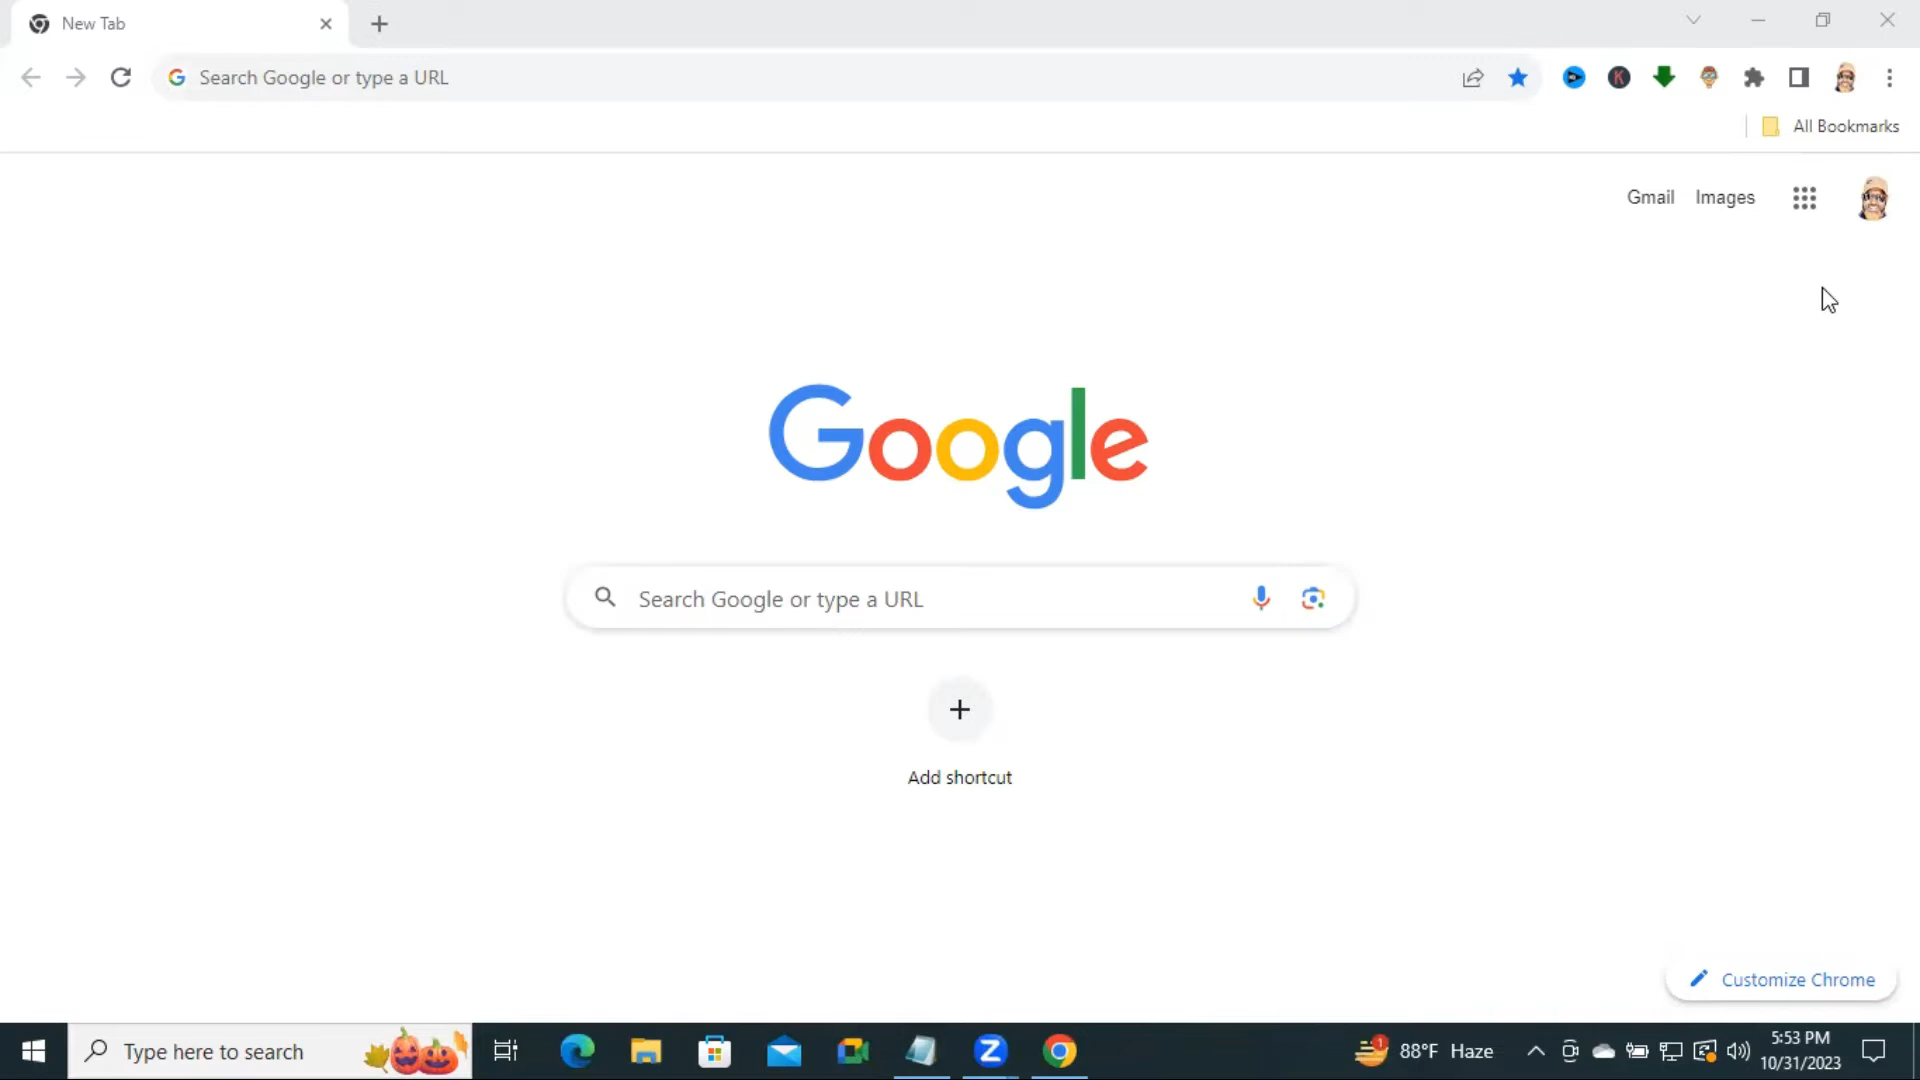 New Tab
Search Google or type a URL
K
All Bookmarks
Gmail Images
Google
Search Google or type a URL
Add shortcut
Customize Chrome
Type here to search
Z
1
88°F Haze
5:53 PM
10/31/2023